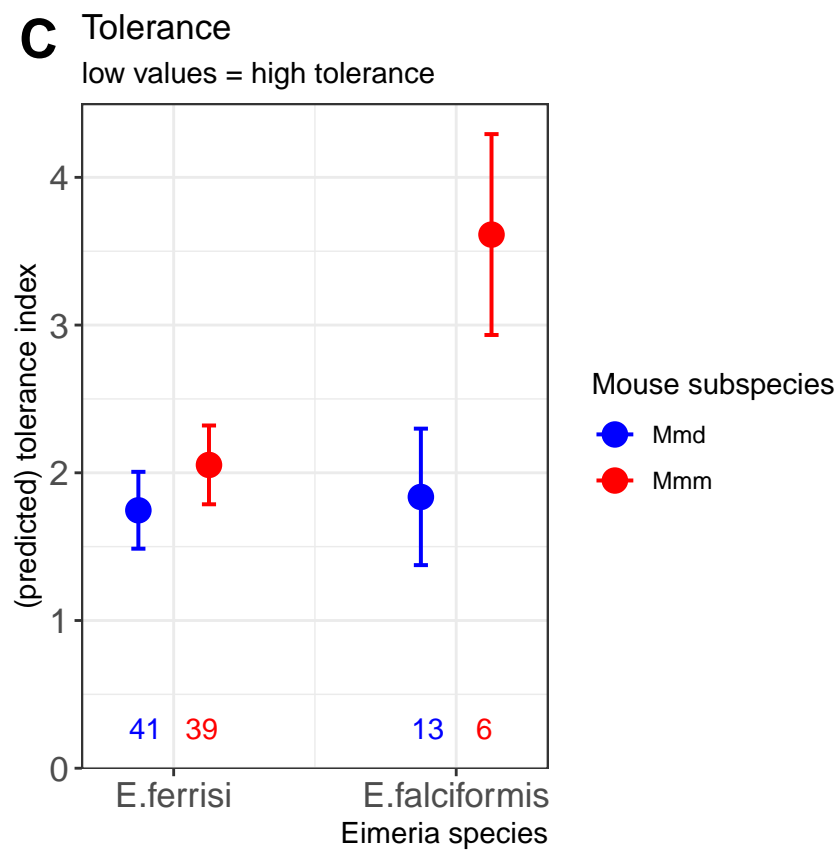 C Tolerance
low values = high tolerance
(predicted) tolerance index
4
3
2
1
0
41 39 13 6
E.ferrisi E.falciformis
Eimeria species
Mouse subspecies
Mmd
Mmm